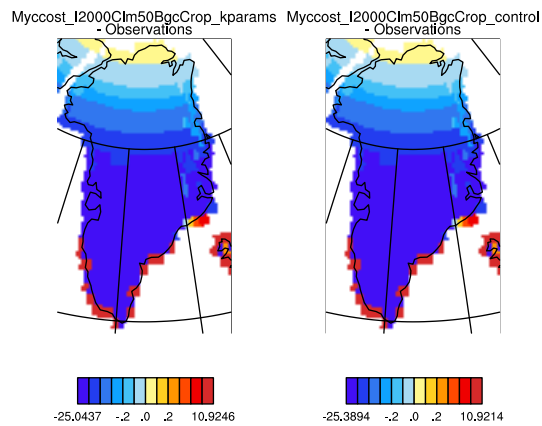 Myccost_I2000Clm50BgcCrop_kparams
- Observations
Myccost_I2000Clm50BgcCrop_control
- Observations
-25.0437 -.2 .0 .2 10.9246
-25.3894 -.2 .0 .2 10.9214